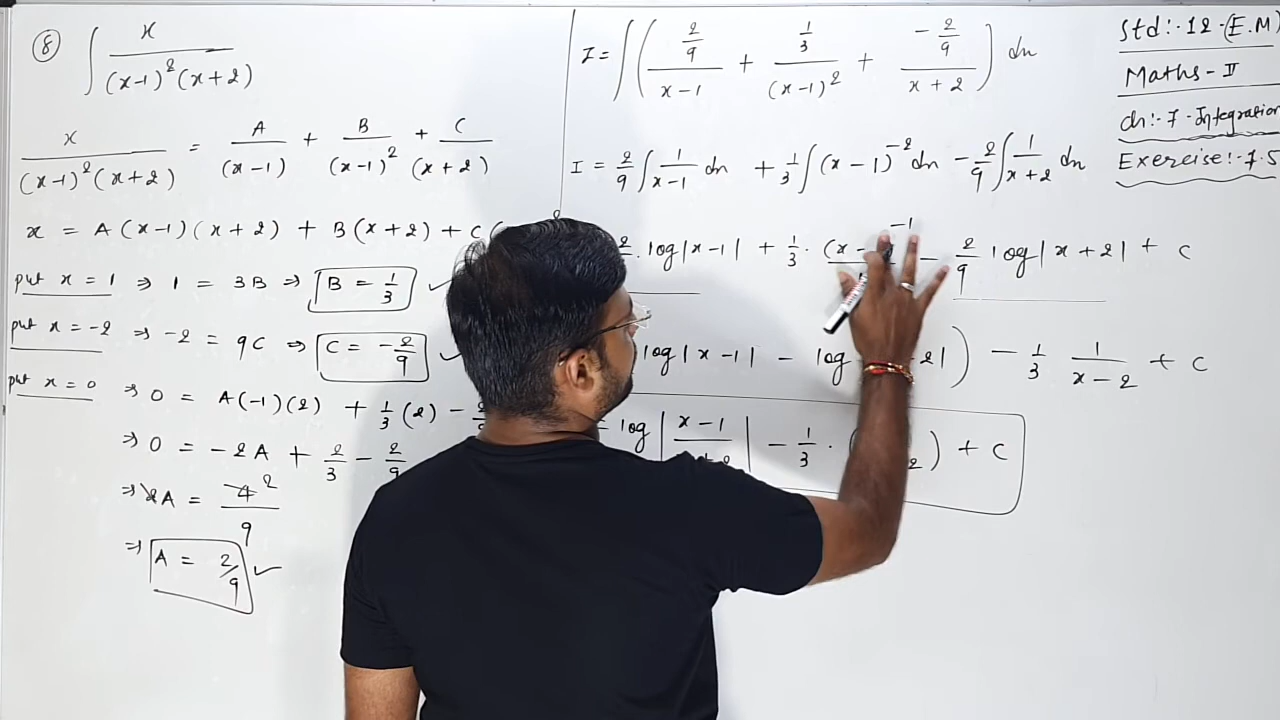 ⑧ ∫ x / (x-1)²(x+2)
x / (x-1)²(x+2) = A / (x-1) + B / (x-1)² + C / (x+2)
x = A(x-1)(x+2) + B(x+2) + C(
put x = 1 ⇒ 1 = 3B ⇒ B = 1/3 ✓
put x = -2 ⇒ -2 = 9C ⇒ C = -2/9 ✓
put x = 0 ⇒ 0 = A(-1)(2) + 1/3 (2) -
⇒ 0 = -2A + 2/3 - 2/9
⇒ 2A = 4 2 / 9
⇒ A = 2/9 ✓
I = ∫ ( 2/9 / x-1 + 1/3 / (x-1)² + -2/9 / x+2 ) dx
I = 2/9 ∫ 1/x-1 dx + 1/3 ∫ (x-1)⁻² dx - 2/9 ∫ 1/x+2 dx
. log|x-1| + 1/3 . (x- ⁻¹ - 2/9 log|x+2| + C
log|x-1| - log 2|) - 1/3 1/x-2 + C
= log | x-1 / | - 1/3 . ( 2 ) + C
Std:- 12 - (E.M)
Maths - II
Ch:- 7 - Integration
Exercise:- 7.5